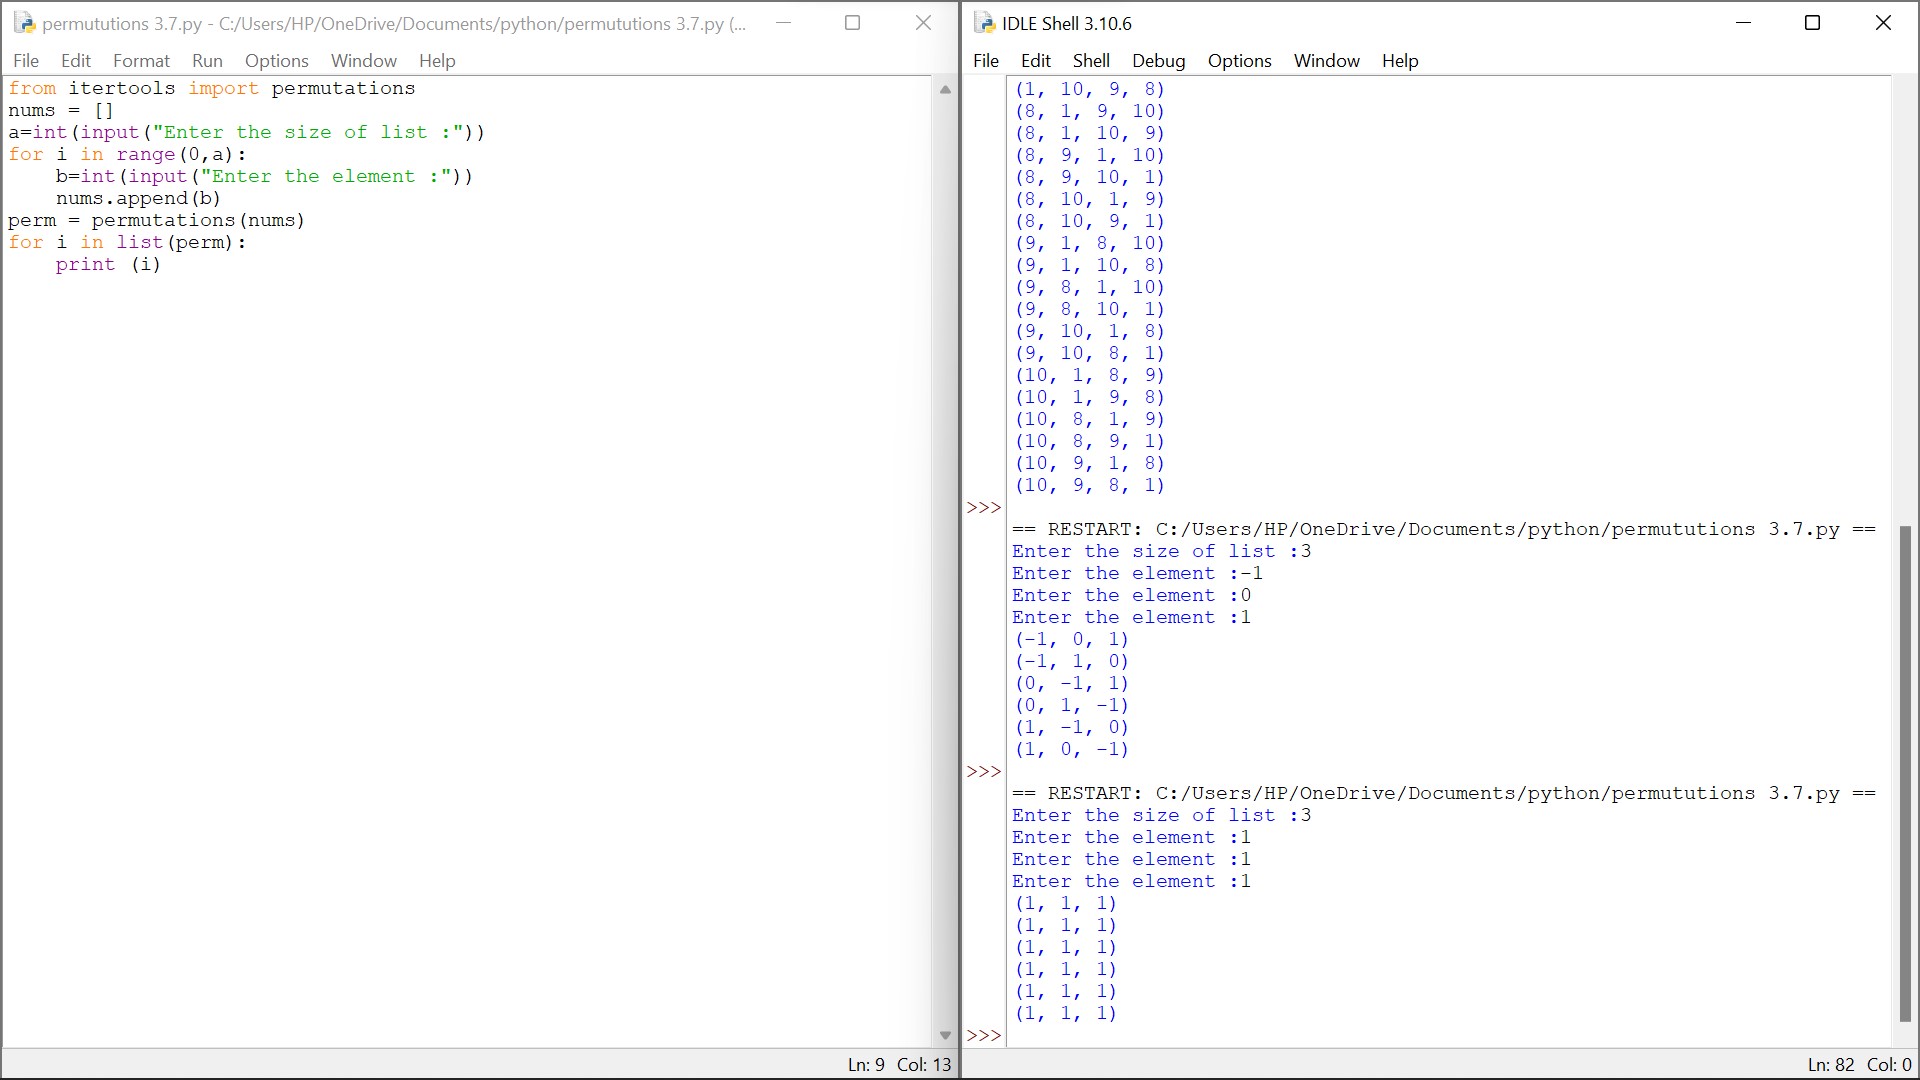 permututions 3.7.py - C:/Users/HP/OneDrive/Documents/python/permututions 3.7.py (...
File Edit Format Run Options Window Help
from itertools import permutations
nums = []
a=int(input("Enter the size of list :"))
for i in range(0,a):
    b=int(input("Enter the element :"))
    nums.append(b)
perm = permutations(nums)
for i in list(perm):
    print (i)
Ln: 9 Col: 13
IDLE Shell 3.10.6
File Edit Shell Debug Options Window Help
(1, 10, 9, 8)
(8, 1, 9, 10)
(8, 1, 10, 9)
(8, 9, 1, 10)
(8, 9, 10, 1)
(8, 10, 1, 9)
(8, 10, 9, 1)
(9, 1, 8, 10)
(9, 1, 10, 8)
(9, 8, 1, 10)
(9, 8, 10, 1)
(9, 10, 1, 8)
(9, 10, 8, 1)
(10, 1, 8, 9)
(10, 1, 9, 8)
(10, 8, 1, 9)
(10, 8, 9, 1)
(10, 9, 1, 8)
(10, 9, 8, 1)
>>>
== RESTART: C:/Users/HP/OneDrive/Documents/python/permututions 3.7.py ==
Enter the size of list :3
Enter the element :-1
Enter the element :0
Enter the element :1
(-1, 0, 1)
(-1, 1, 0)
(0, -1, 1)
(0, 1, -1)
(1, -1, 0)
(1, 0, -1)
>>>
== RESTART: C:/Users/HP/OneDrive/Documents/python/permututions 3.7.py ==
Enter the size of list :3
Enter the element :1
Enter the element :1
Enter the element :1
(1, 1, 1)
(1, 1, 1)
(1, 1, 1)
(1, 1, 1)
(1, 1, 1)
(1, 1, 1)
>>>
Ln: 82 Col: 0